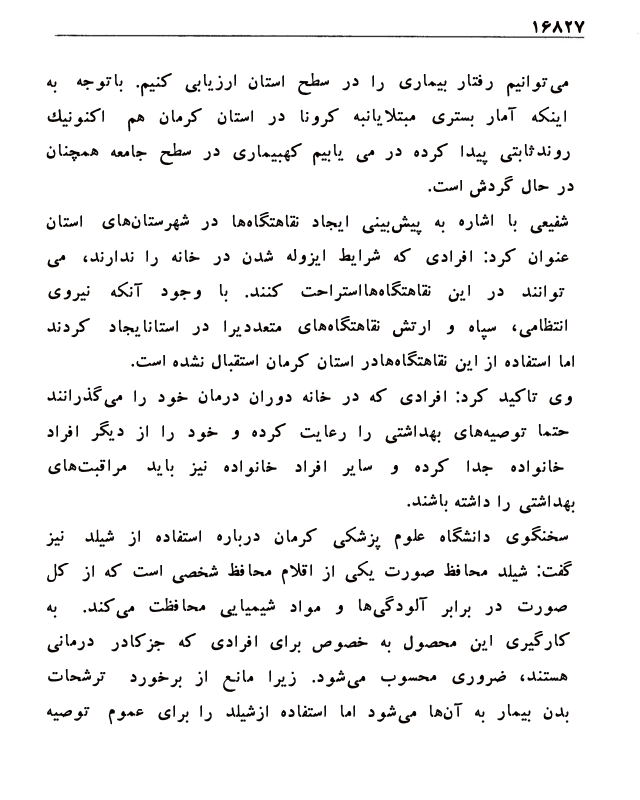 ۱۶۸۲۷
می‌توانیم رفتار بیماری را در سطح استان ارزیابی کنیم. باتوجه به
اینکه آمار بستری مبتلایانبه کرونا در استان کرمان هم اکنونیك
روندثابتی پیدا کرده در می یابیم کهبیماری در سطح جامعه همچنان
در حال گردش است.
شفیعی با اشاره به پیش‌بینی ایجاد نقاهتگاه‌ها در شهرستان‌های استان
عنوان کرد: افرادی که شرایط ایزوله شدن در خانه را ندارند، می
توانند در این نقاهتگاه‌هااستراحت کنند. با وجود آنکه نیروی
انتظامی، سپاه و ارتش نقاهتگاه‌های متعددیرا در استانایجاد کردند
اما استفاده از این نقاهتگاه‌هادر استان کرمان استقبال نشده است.
وی تاکید کرد: افرادی که در خانه دوران درمان خود را می‌گذرانند
حتما توصیه‌های بهداشتی را رعایت کرده و خود را از دیگر افراد
خانواده جدا کرده و سایر افراد خانواده نیز باید مراقبت‌های
بهداشتی را داشته باشند.
سخنگوی دانشگاه علوم پزشکی کرمان درباره استفاده از شیلد نیز
گفت: شیلد محافظ صورت یکی از اقلام محافظ شخصی است که از کل
صورت در برابر آلودگی‌ها و مواد شیمیایی محافظت می‌کند. به
کارگیری این محصول به خصوص برای افرادی که جزکادر درمانی
هستند، ضروری محسوب می‌شود. زیرا مانع از برخورد ترشحات
بدن بیمار به آن‌ها می‌شود اما استفاده ازشیلد را برای عموم توصیه